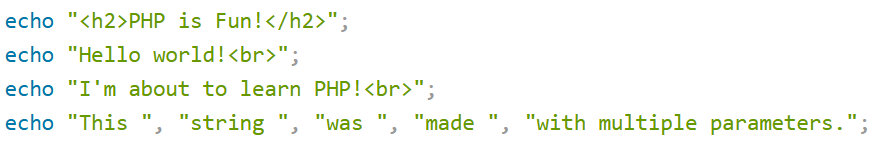 echo "<h2>PHP is Fun!</h2>";
echo "Hello world!<br>";
echo "I'm about to learn PHP!<br>";
echo "This ", "string ", "was ", "made ", "with multiple parameters.";